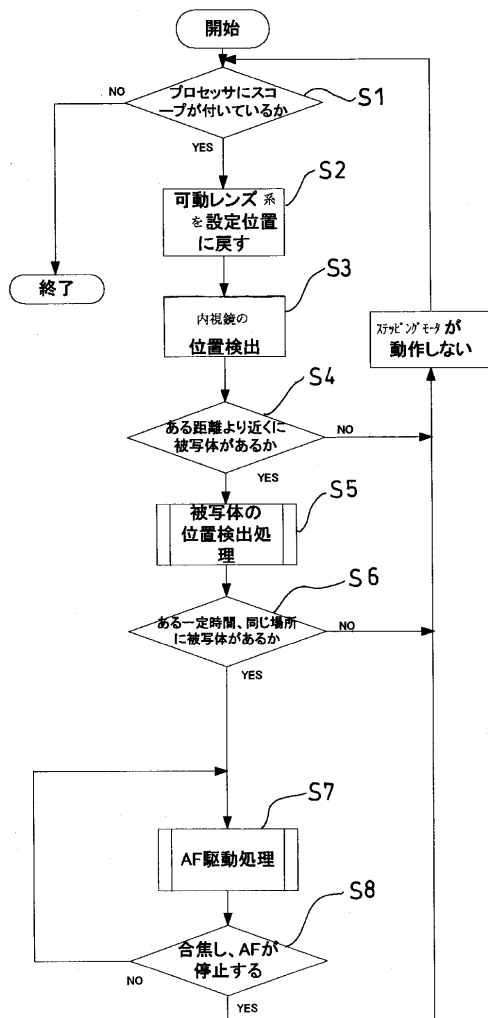 開始
プロセッサにスコ
ープが付いているか
S1
NO
YES
S2
可動レンズ系
を設定位置
に戻す
終了
S3
内視鏡の
位置検出
ステッピングモータが
動作しない
S4
ある距離より近くに
被写体があるか
NO
YES
S5
被写体の
位置検出処
理
S6
ある一定時間、同じ場所
に被写体があるか
NO
YES
S7
AF駆動処理
S8
合焦し、AFが
停止する
NO
YES